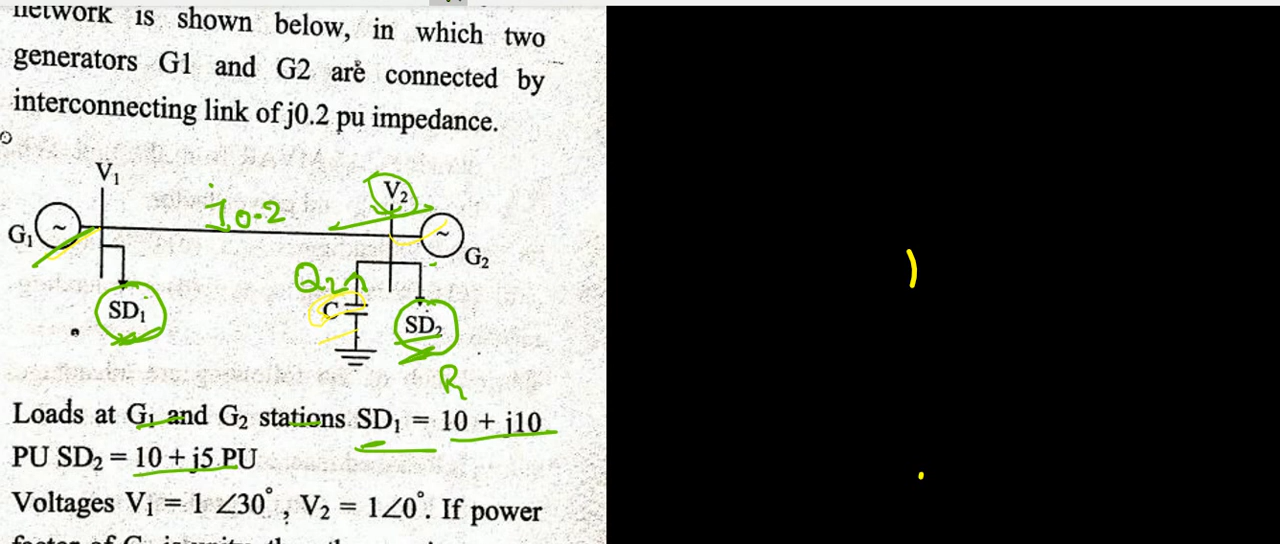 network is shown below, in which two
generators G1 and G2 are connected by
interconnecting link of j0.2 pu impedance.
V₁
j0.2
V₂
G₁
G₂
Q₂
C
SD₁
SD₂
R
Loads at G₁ and G₂ stations SD₁ = 10 + j10
PU SD₂ = 10 + j5 PU
Voltages V₁ = 1 ∠30°, V₂ = 1∠0°. If power